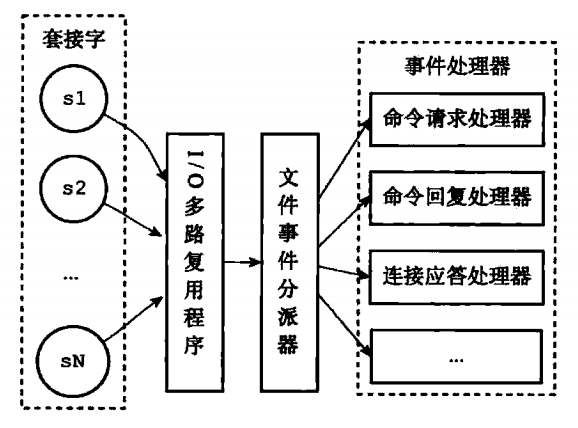 套接字
s1
s2
...
sN
I/O多路复用程序
文件事件分派器
事件处理器
命令请求处理器
命令回复处理器
连接应答处理器
...